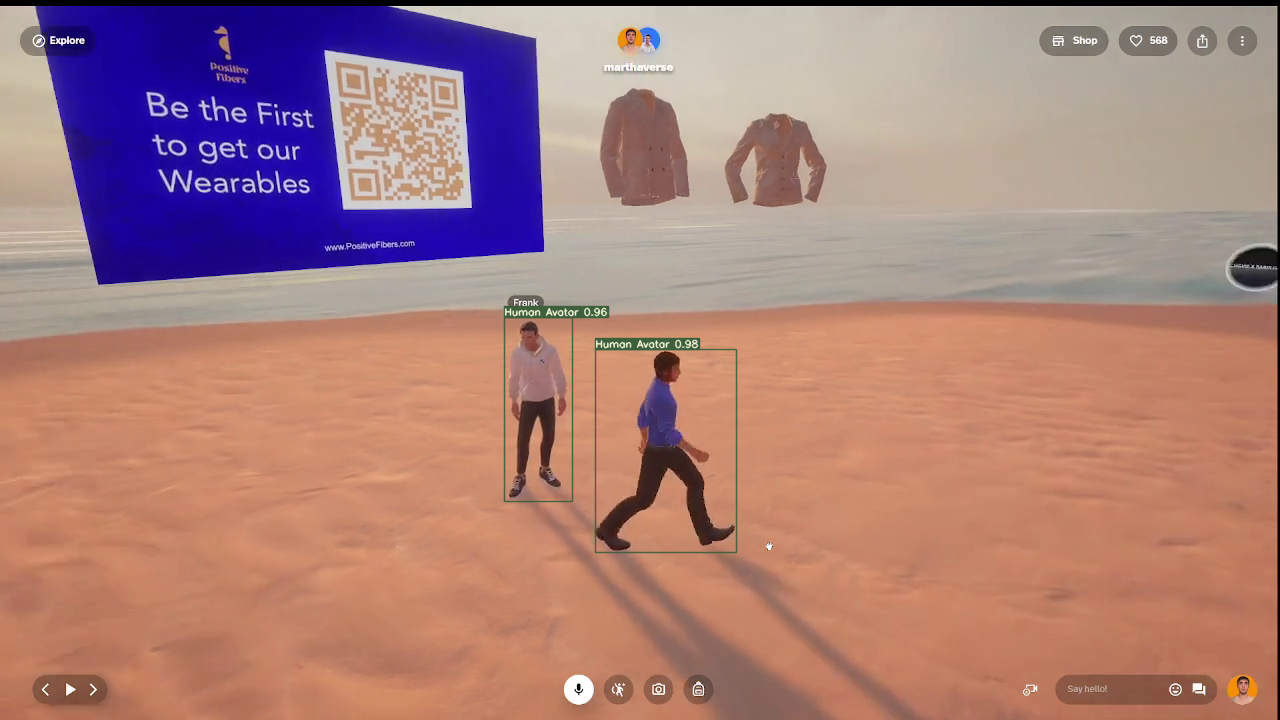 Explore
Positive
Fibers
Be the First
to get our
Wearables
www.PositiveFibers.com
marthaverse
Shop
568
Frank
Human Avatar 0.96
Human Avatar 0.98
Say hello!